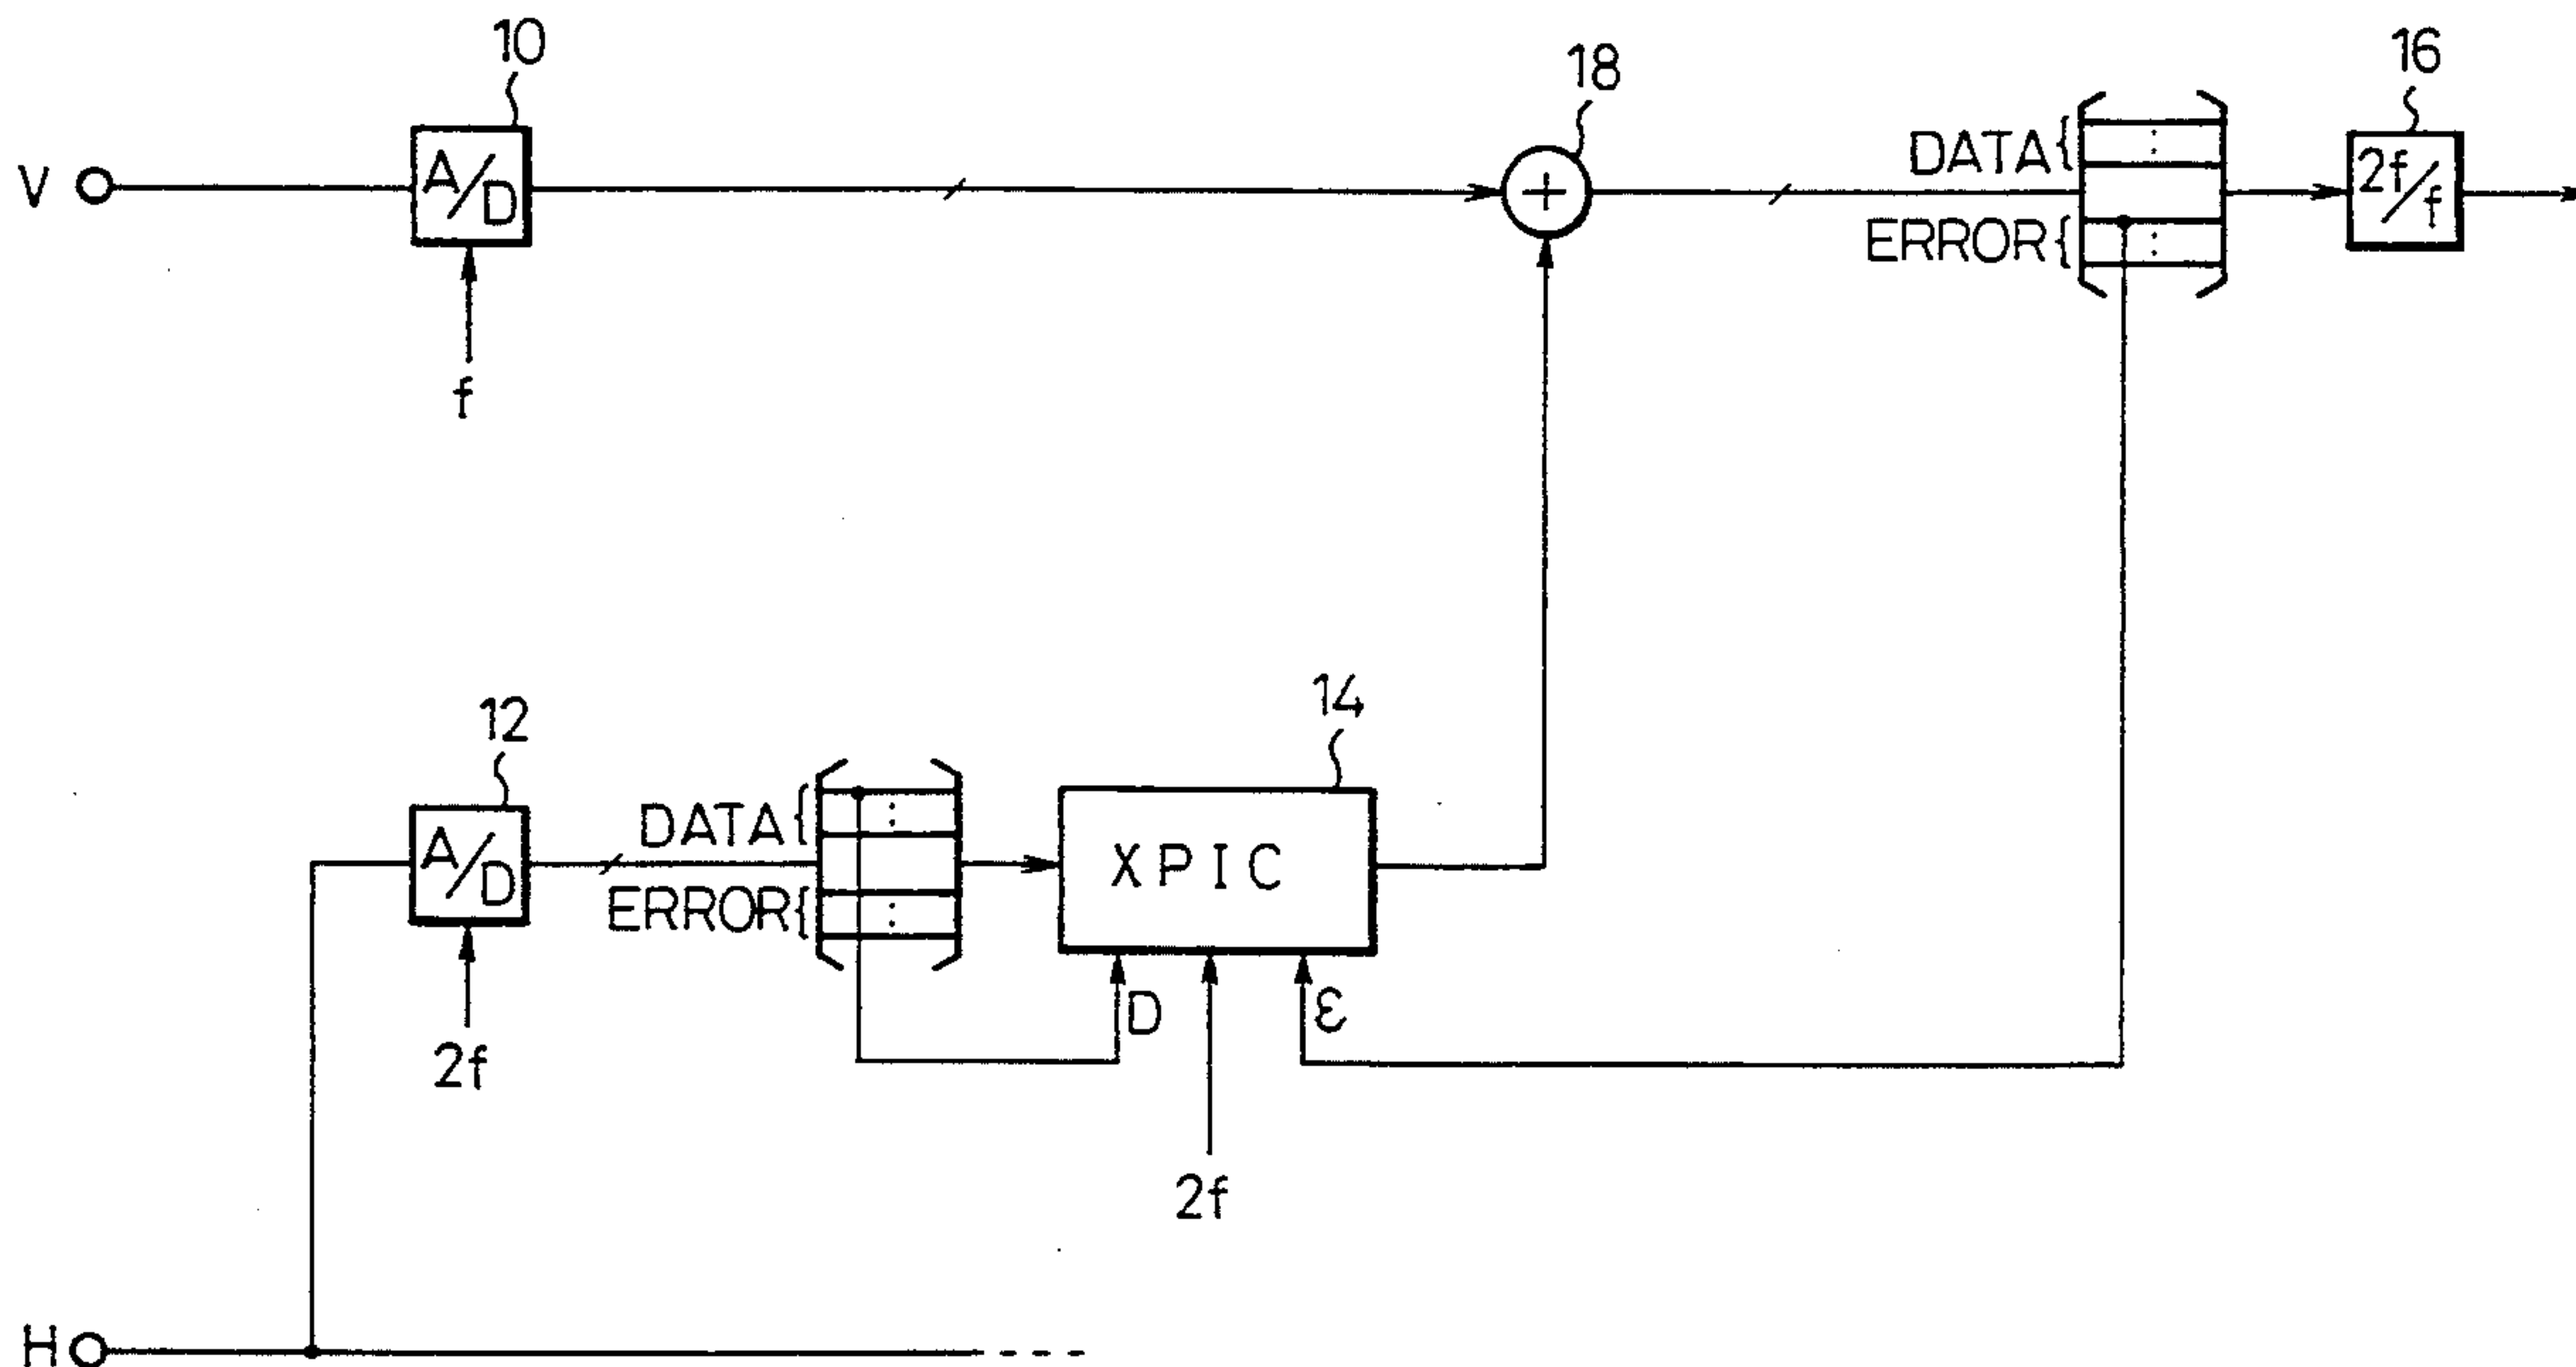 10
18
16
V
A/D
+
DATA{
ERROR{
2f/f
f
12
14
A/D
DATA{
ERROR{
XPIC
D
ε
2f
2f
H